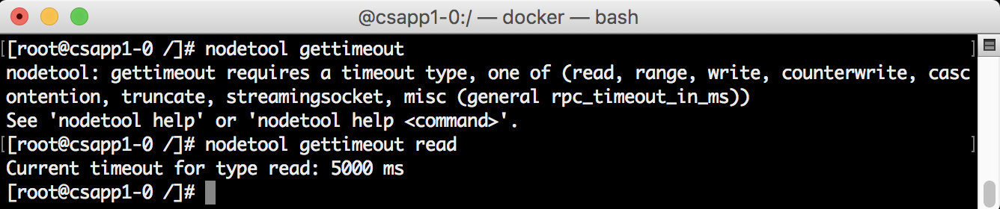 @csapp1-0:/ — docker — bash
[[root@csapp1-0 /]# nodetool gettimeout ]
nodetool: gettimeout requires a timeout type, one of (read, range, write, counterwrite, casc
ontention, truncate, streamingsocket, misc (general rpc_timeout_in_ms))
See 'nodetool help' or 'nodetool help <command>'.
[[root@csapp1-0 /]# nodetool gettimeout read ]
Current timeout for type read: 5000 ms
[root@csapp1-0 /]#